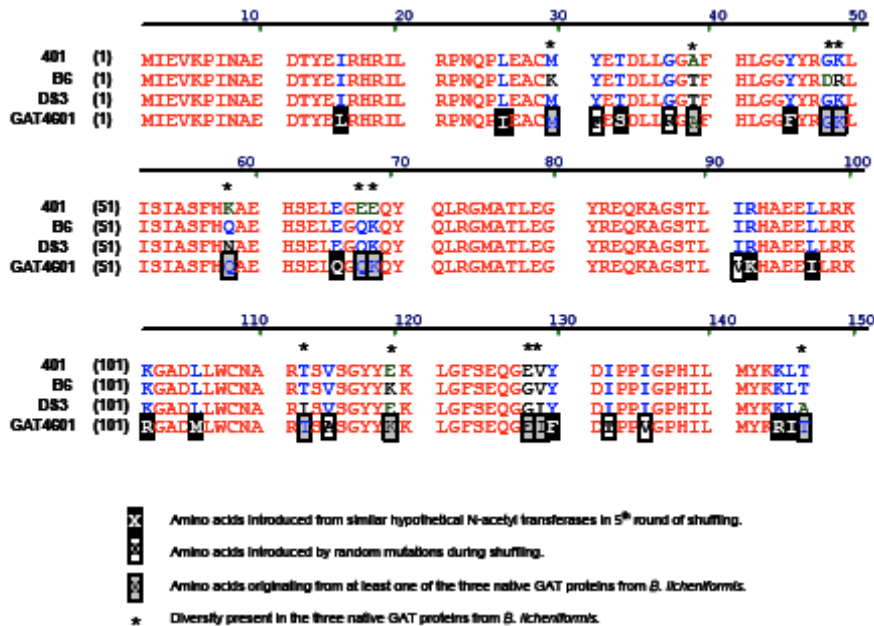 10 20 30 40 50
* * **
401 (1) MIEVKPINAE DTYEIRHRIL RPNQPLEACM YETDLLGGAF HLGGYYRGKL
B6 (1) MIEVKPINAE DTYEIRHRIL RPNQPLEACK YETDLLGGTF HLGGYYRDRL
DS3 (1) MIEVKPINAE DTYEIRHRIL RPNQPLEACM YETDLLGGTF HLGGYYRGKL
GAT4601 (1) MIEVKPINAE DTYELRHRIL RPNQPIEACM FESDLLRGAF HLGGFYRGKL
60 70 80 90 100
* **
401 (51) ISIASFHKAE HSELEGEEQY QLRGMATLEG YREQKAGSTL IRHAEELLRK
B6 (51) ISIASFHQAE HSELEGQKQY QLRGMATLEG YREQKAGSTL IRHAEELLRK
DS3 (51) ISIASFHNAE HSELEGQKQY QLRGMATLEG YREQKAGSTL IRHAEELLRK
GAT4601 (51) ISIASFHQAE HSELQGQKQY QLRGMATLEG YREQKAGSTL VKHAEEILRK
110 120 130 140 150
* * ** *
401 (101) KGADLLWCNA RTSVSGYYEK LGFSEQGEVY DIPPIGPHIL MYKKLT
B6 (101) KGADLLWCNA RTSVSGYYKK LGFSEQGGVY DIPPIGPHIL MYKKLT
DS3 (101) KGADLLWCNA RISVSGYYEK LGFSEQGGIY DIPPIGPHIL MYKKLA
GAT4601 (101) RGADMLWCNA RTSASGYYKK LGFSEQGEIF DTPPVGPHIL MYKRIT
X Amino acids introduced from similar hypothetical N-acetyl transferases in 5th round of shuffling.
X Amino acids introduced by random mutations during shuffling.
X Amino acids originating from at least one of the three native GAT proteins from B. licheniformis.
* Diversity present in the three native GAT proteins from B. licheniformis.